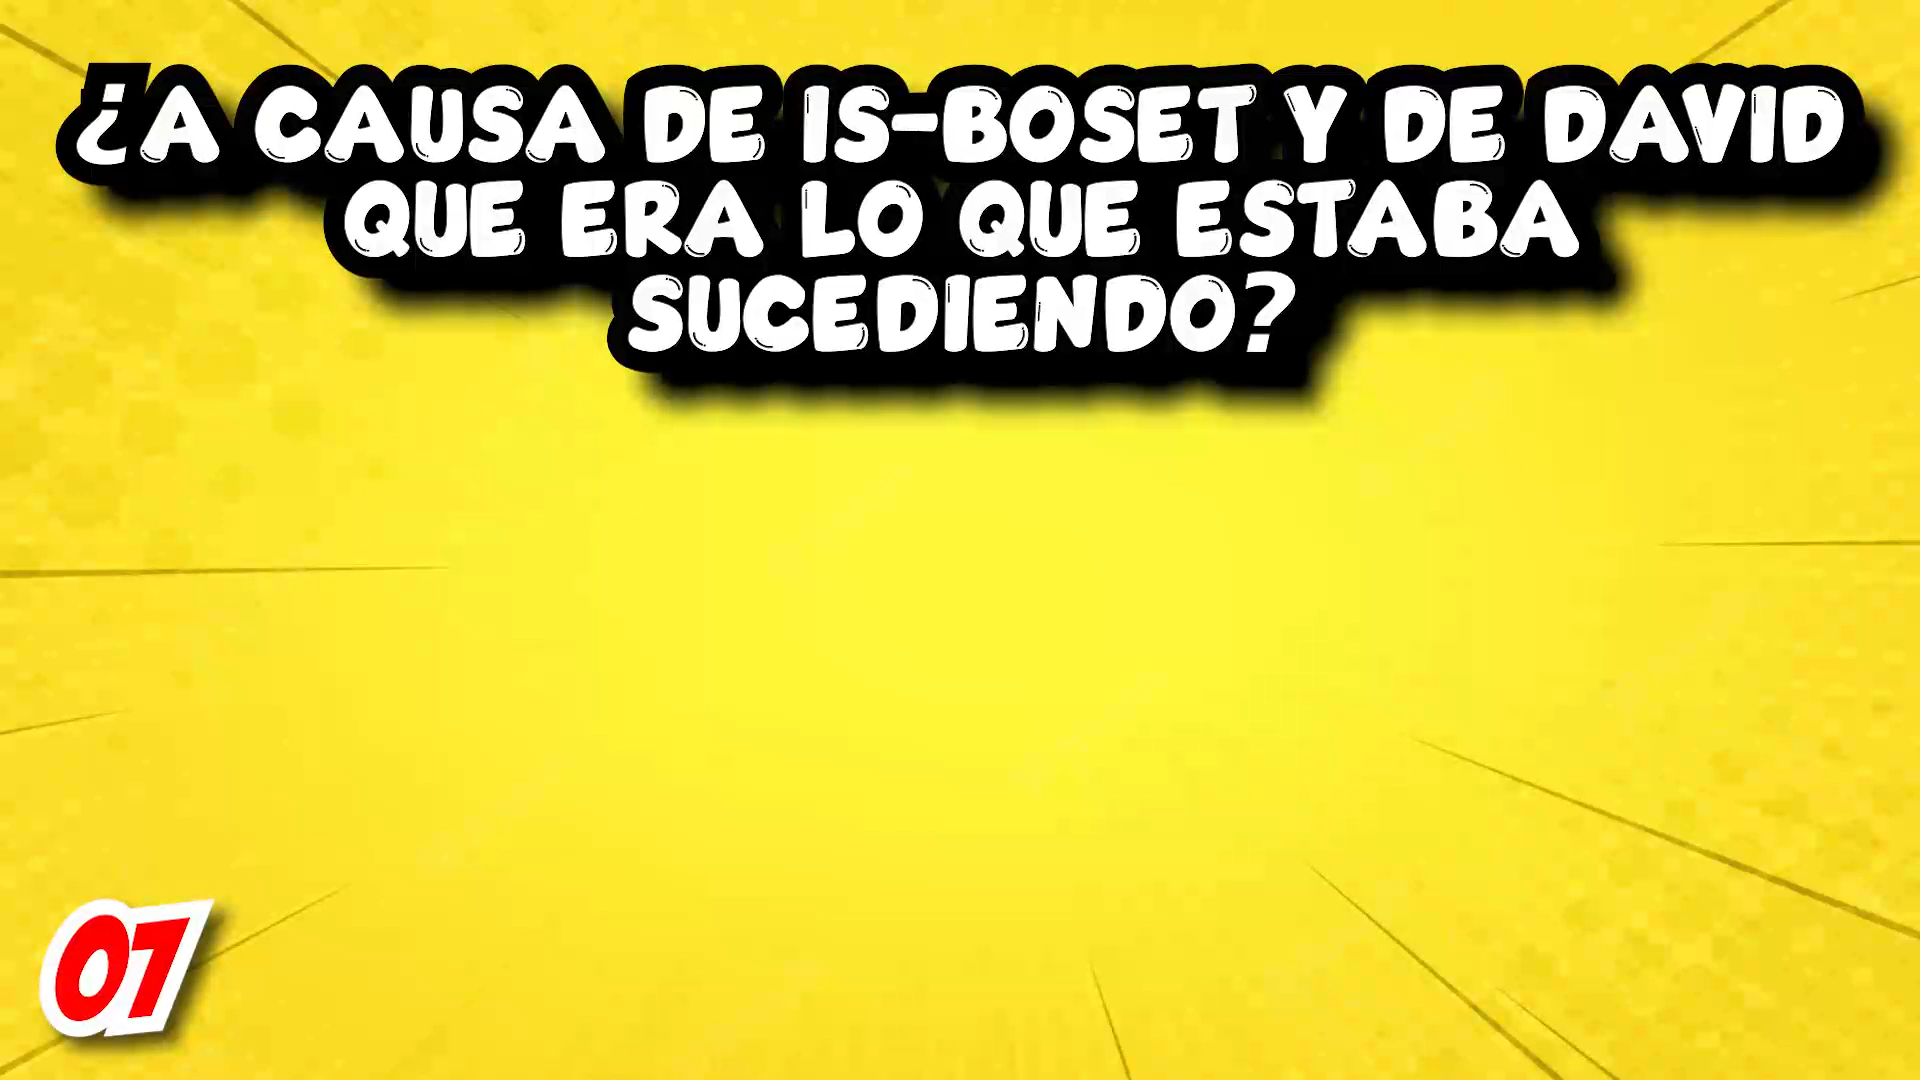 ¿A CAUSA DE IS-BOSET Y DE DAVID
QUE ERA LO QUE ESTABA
SUCEDIENDO?
07